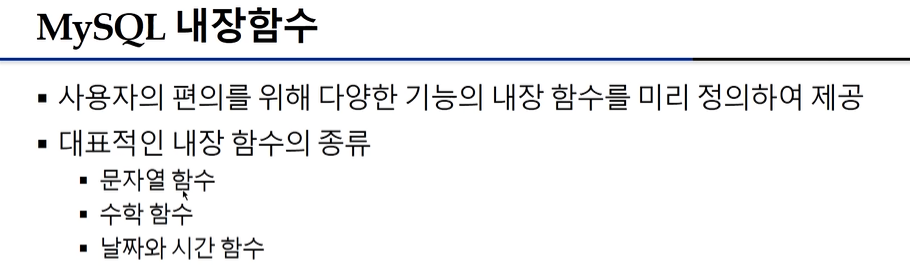 MySQL 내장함수
▪ 사용자의 편의를 위해 다양한 기능의 내장 함수를 미리 정의하여 제공
▪ 대표적인 내장 함수의 종류
▪ 문자열 함수
▪ 수학 함수
▪ 날짜와 시간 함수